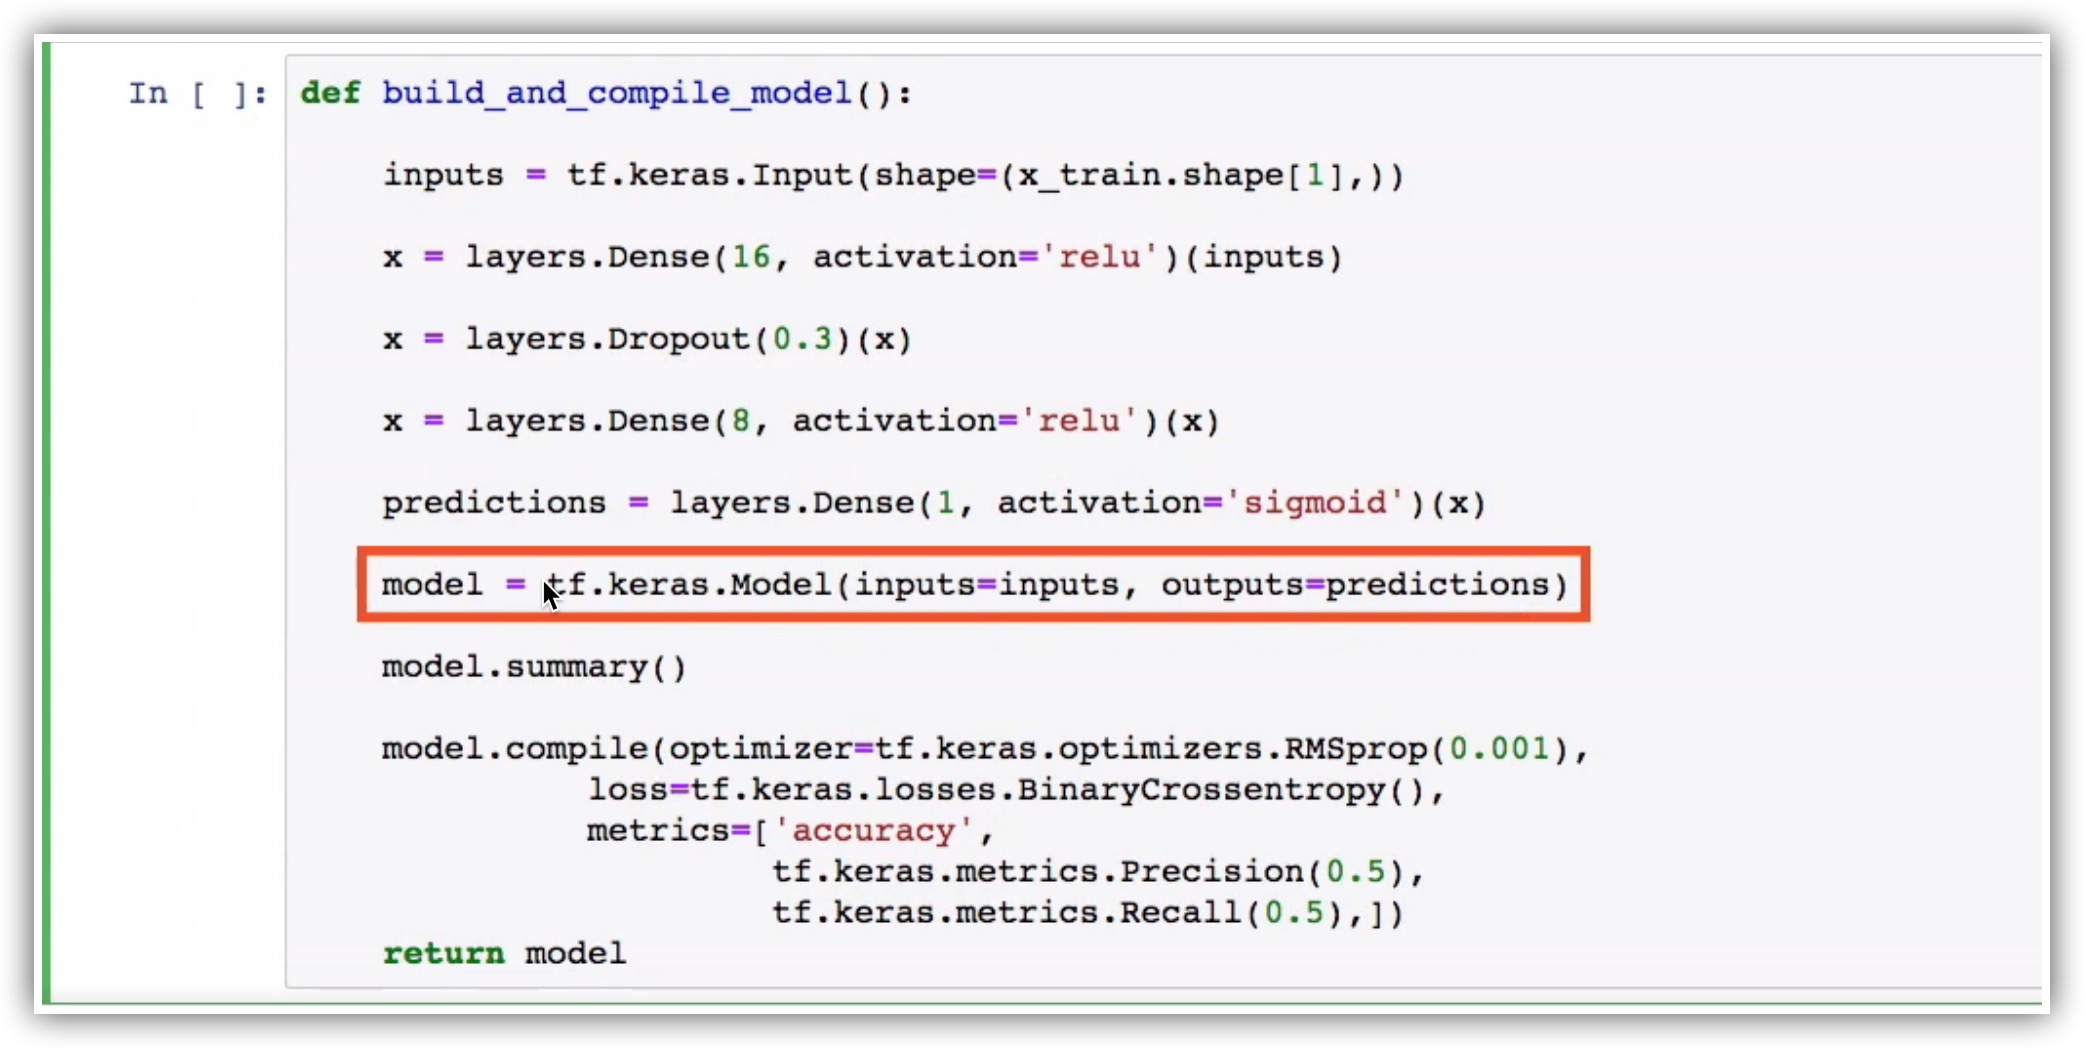 In [ ]: def build_and_compile_model():
inputs = tf.keras.Input(shape=(x_train.shape[1],))
x = layers.Dense(16, activation='relu')(inputs)
x = layers.Dropout(0.3)(x)
x = layers.Dense(8, activation='relu')(x)
predictions = layers.Dense(1, activation='sigmoid')(x)
model = tf.keras.Model(inputs=inputs, outputs=predictions)
model.summary()
model.compile(optimizer=tf.keras.optimizers.RMSprop(0.001),
loss=tf.keras.losses.BinaryCrossentropy(),
metrics=['accuracy',
tf.keras.metrics.Precision(0.5),
tf.keras.metrics.Recall(0.5),])
return model